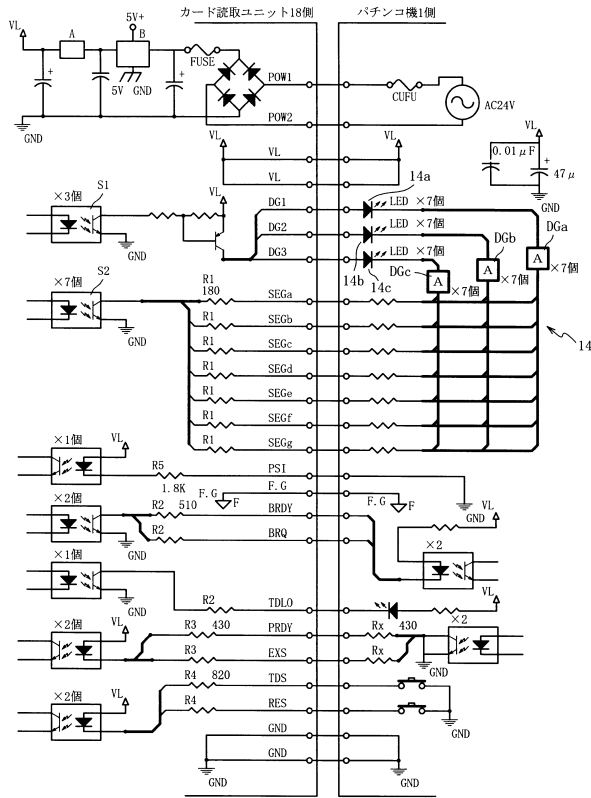 カード読取ユニット18側
パチンコ機1側
VL
A
5V+
B
FUSE
+
5V
GND
+
GND
POW1
CUFU
AC24V
POW2
VL
VL
VL
VL
VL
0.01μF
+
47μ
GND
×3個
S1
GND
VL
DG1
14a
LED ×7個
DG2
LED ×7個
DG3
LED ×7個
14b
14c
DGa
A
×7個
DGb
A
×7個
DGc
A
×7個
×7個
S2
GND
R1
180
SEGa
R1
SEGb
R1
SEGc
R1
SEGd
R1
SEGe
R1
SEGf
R1
SEGg
14
×1個
VL
R5
1.8K
PSI
GND
F.G
F.G
F
F.G
F
×2個
GND
R2
510
BRDY
R2
BRQ
VL
×2
×1個
GND
R2
TDLO
VL
×2個
VL
R3
430
PRDY
Rx
430
R3
EXS
Rx
GND
×2
×2個
VL
R4
820
TDS
R4
RES
GND
GND
GND
GND
GND